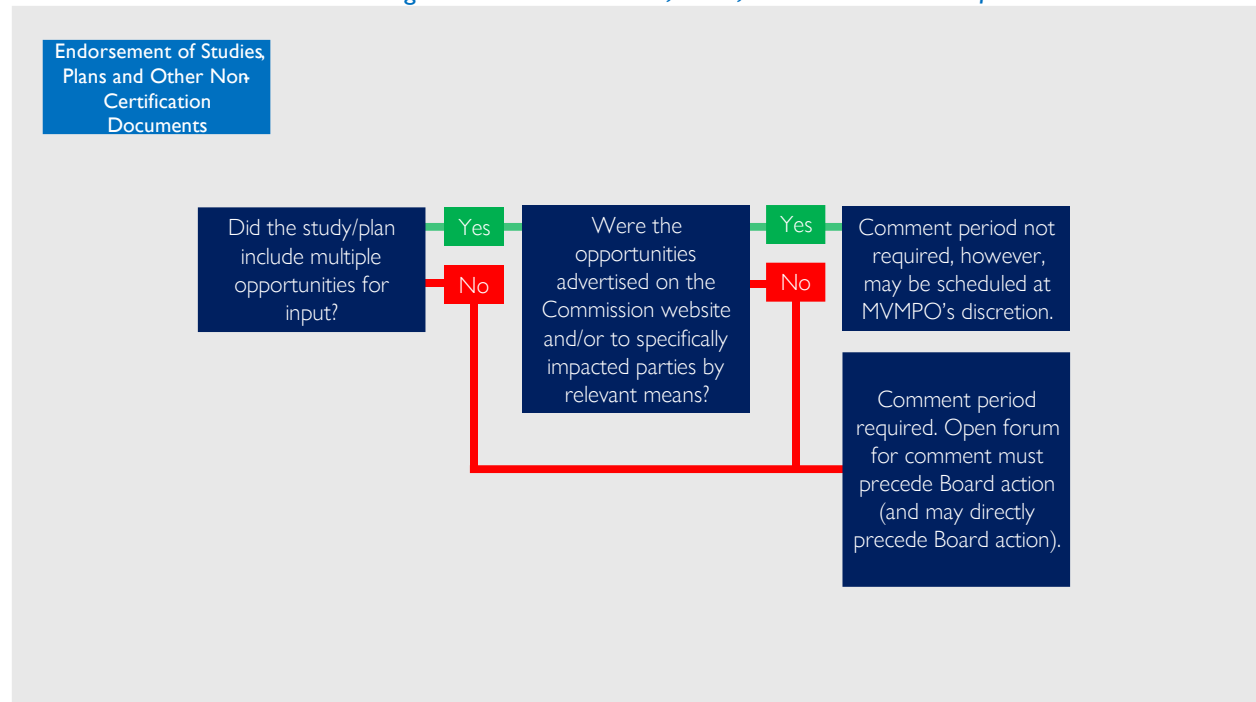 Endorsement of Studies,
Plans and Other Non-
Certification
Documents
Did the study/plan
include multiple
opportunities for
input?
Yes
No
Were the
opportunities
advertised on the
Commission website
and/or to specifically
impacted parties by
relevant means?
Yes
No
Comment period not
required, however,
may be scheduled at
MVMPO's discretion.
Comment period
required. Open forum
for comment must
precede Board action
(and may directly
precede Board action).